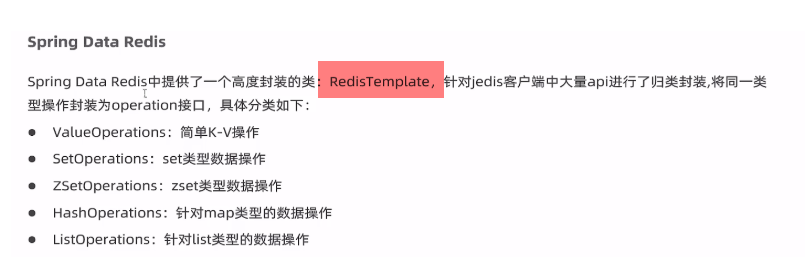 Spring Data Redis
Spring Data Redis中提供了一个高度封装的类：RedisTemplate，针对jedis客户端中大量api进行了归类封装,将同一类
型操作封装为operation接口，具体分类如下：
● ValueOperations：简单K-V操作
● SetOperations：set类型数据操作
● ZSetOperations：zset类型数据操作
● HashOperations：针对map类型的数据操作
● ListOperations：针对list类型的数据操作